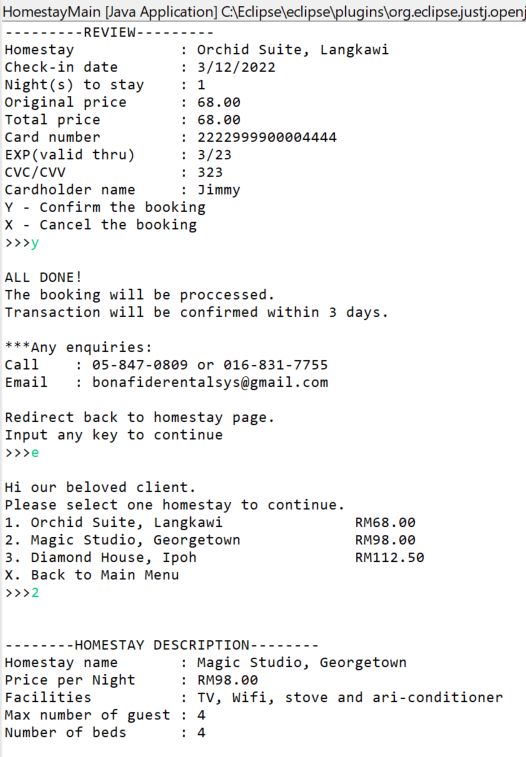 HomestayMain [Java Application] C:\Eclipse\eclipse\plugins\org.eclipse.justj.openj
---------REVIEW---------
Homestay : Orchid Suite, Langkawi
Check-in date : 3/12/2022
Night(s) to stay : 1
Original price : 68.00
Total price : 68.00
Card number : 2222999900004444
EXP(valid thru) : 3/23
CVC/CVV : 323
Cardholder name : Jimmy
Y - Confirm the booking
X - Cancel the booking
>>>y
ALL DONE!
The booking will be proccessed.
Transaction will be confirmed within 3 days.
***Any enquiries:
Call : 05-847-0809 or 016-831-7755
Email : bonafiderentalsys@gmail.com
Redirect back to homestay page.
Input any key to continue
>>>e
Hi our beloved client.
Please select one homestay to continue.
1. Orchid Suite, Langkawi RM68.00
2. Magic Studio, Georgetown RM98.00
3. Diamond House, Ipoh RM112.50
X. Back to Main Menu
>>>2
--------HOMESTAY DESCRIPTION--------
Homestay name : Magic Studio, Georgetown
Price per Night : RM98.00
Facilities : TV, Wifi, stove and ari-conditioner
Max number of guest : 4
Number of beds : 4